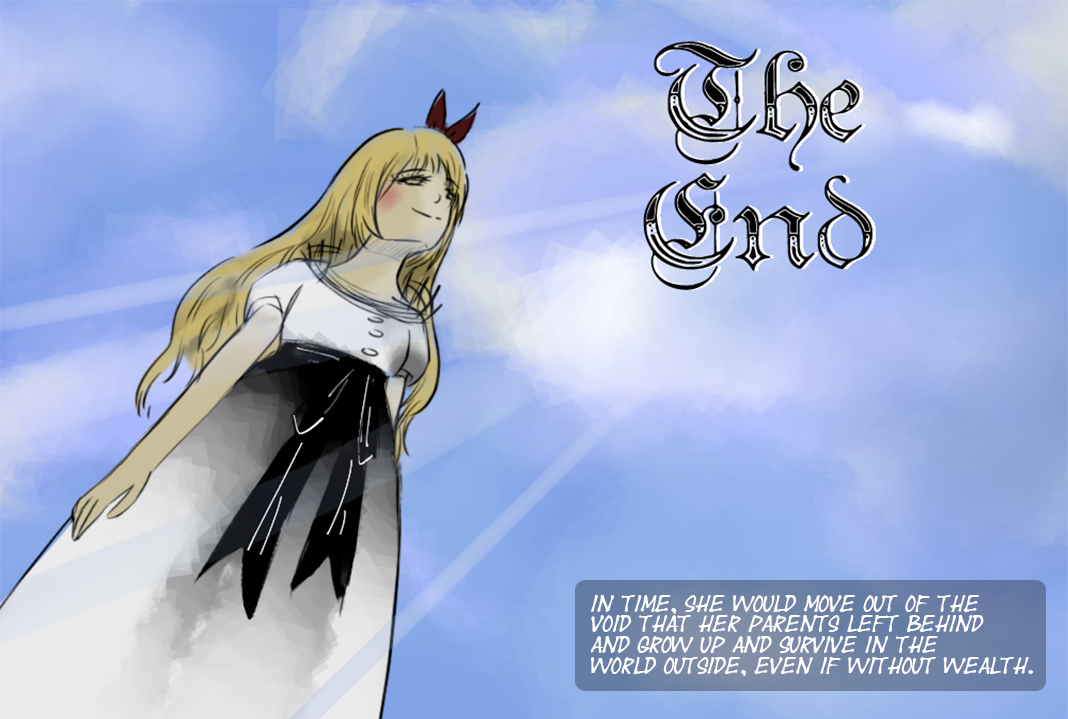 The
End
IN TIME, SHE WOULD MOVE OUT OF THE
VOID THAT HER PARENTS LEFT BEHIND
AND GROW UP AND SURVIVE IN THE
WORLD OUTSIDE, EVEN IF WITHOUT WEALTH.